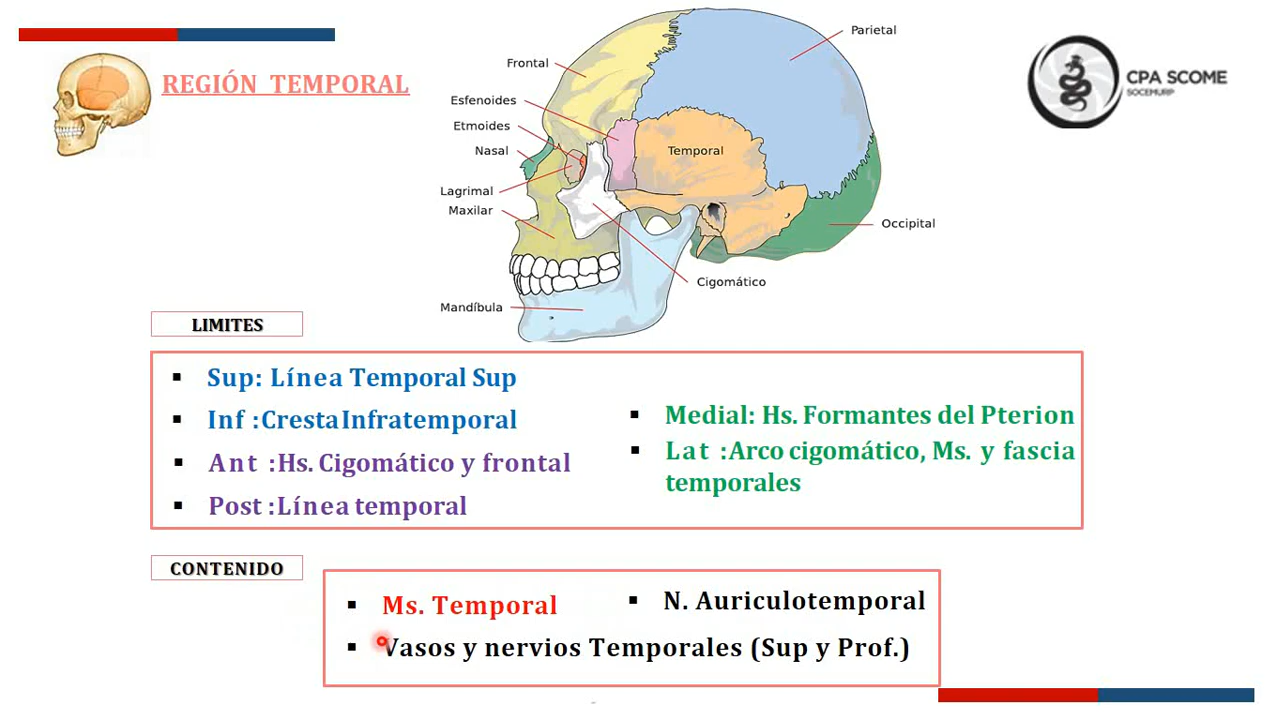 REGIÓN TEMPORAL
CPA SCOME
SOCEMURP
Parietal
Frontal
Esfenoides
Etmoides
Nasal
Temporal
Lagrimal
Maxilar
Occipital
Cigomático
Mandíbula
LIMITES
▪ Sup: Línea Temporal Sup
▪ Inf :Cresta Infratemporal
▪ Ant :Hs. Cigomático y frontal
▪ Post :Línea temporal
▪ Medial: Hs. Formantes del Pterion
▪ Lat :Arco cigomático, Ms. y fascia
temporales
CONTENIDO
▪ Ms. Temporal
▪ N. Auriculotemporal
▪ Vasos y nervios Temporales (Sup y Prof.)